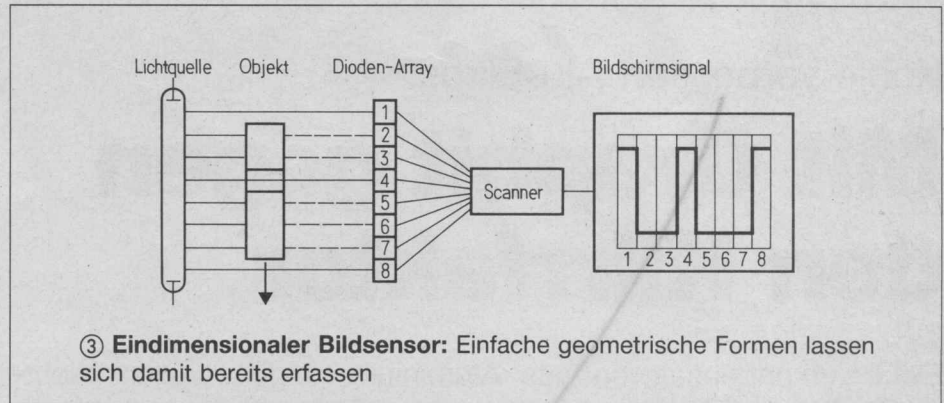 Lichtquelle Objekt Dioden-Array Bildschirmsignal
1
2
3
4
5
6
7
8
Scanner
1 2 3 4 5 6 7 8
③ Eindimensionaler Bildsensor: Einfache geometrische Formen lassen
sich damit bereits erfassen